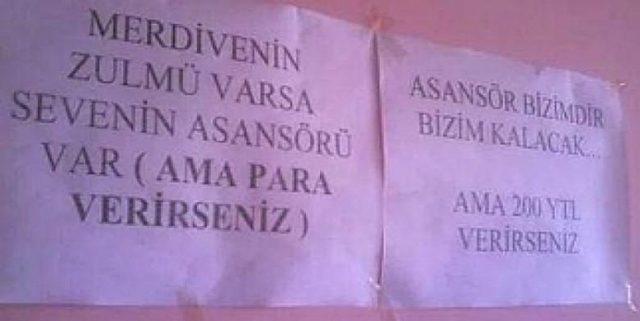 MERDİVENİN
ZULMÜ VARSA
SEVENİN ASANSÖRÜ
VAR ( AMA PARA
VERİRSENİZ )
ASANSÖR BİZİMDİR
BİZİM KALACAK...
AMA 200 YTL
VERİRSENİZ